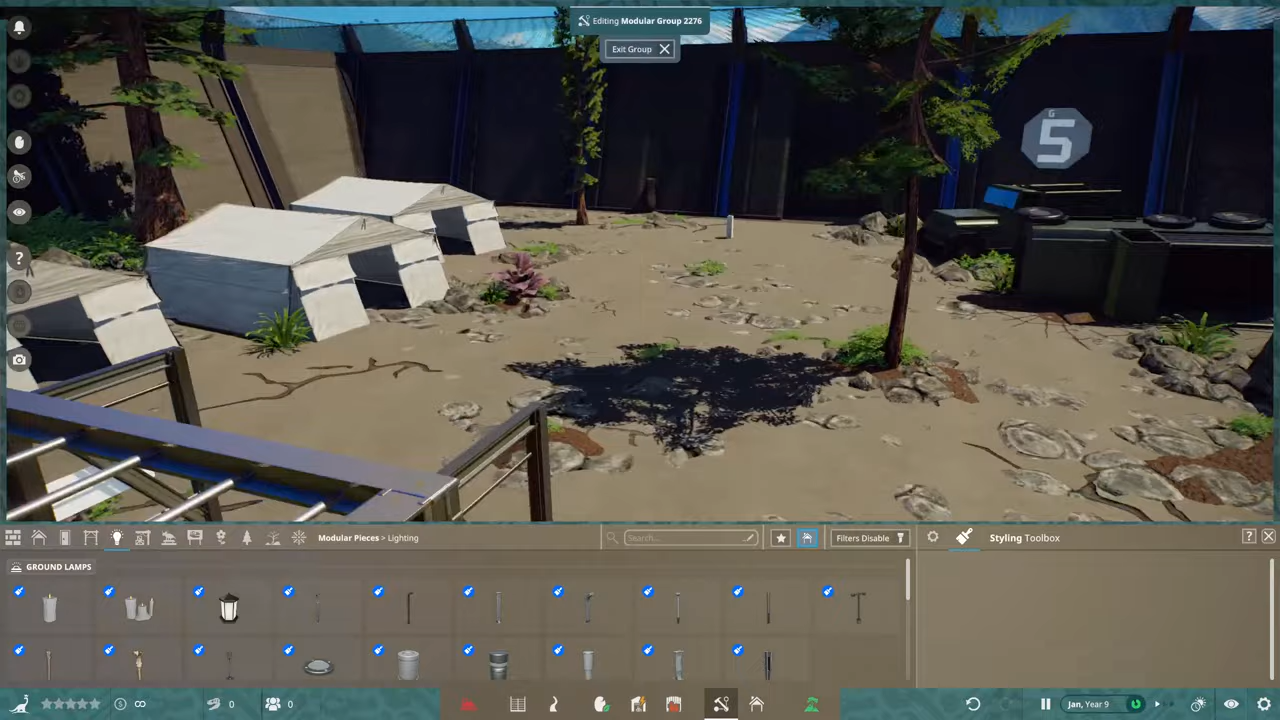 Editing Modular Group 2276
Exit Group
G
5
?
Modular Pieces > Lighting
Search...
Filters Disable
Styling Toolbox
?
GROUND LAMPS
$ ∞
0
0
Jan, Year 9